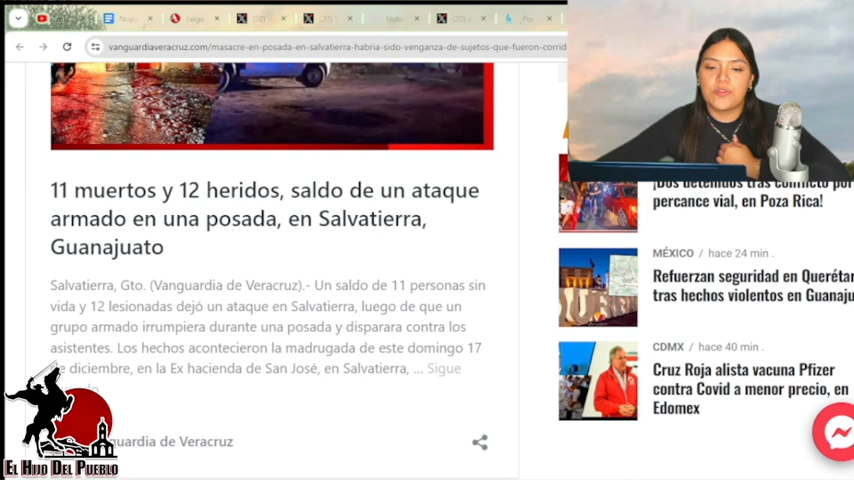 vanguardiaveracruz.com/masacre-en-posada-en-salvatierra-habria-sido-venganza-de-sujetos-que-fueron-corrid
11 muertos y 12 heridos, saldo de un ataque
armado en una posada, en Salvatierra,
Guanajuato
Salvatierra, Gto. (Vanguardia de Veracruz).- Un saldo de 11 personas sin
vida y 12 lesionadas dejó un ataque en Salvatierra, luego de que un
grupo armado irrumpiera durante una posada y disparara contra los
asistentes. Los hechos acontecieron la madrugada de este domingo 17
de diciembre, en la Ex hacienda de San José, en Salvatierra, ... Sigue
guardia de Veracruz
EL HIJO DEL PUEBLO
¡Dos detenidos tras conflicto por
percance vial, en Poza Rica!
MÉXICO / hace 24 min .
Refuerzan seguridad en Querétar
tras hechos violentos en Guanaju
CDMX / hace 40 min .
Cruz Roja alista vacuna Pfizer
contra Covid a menor precio, en
Edomex